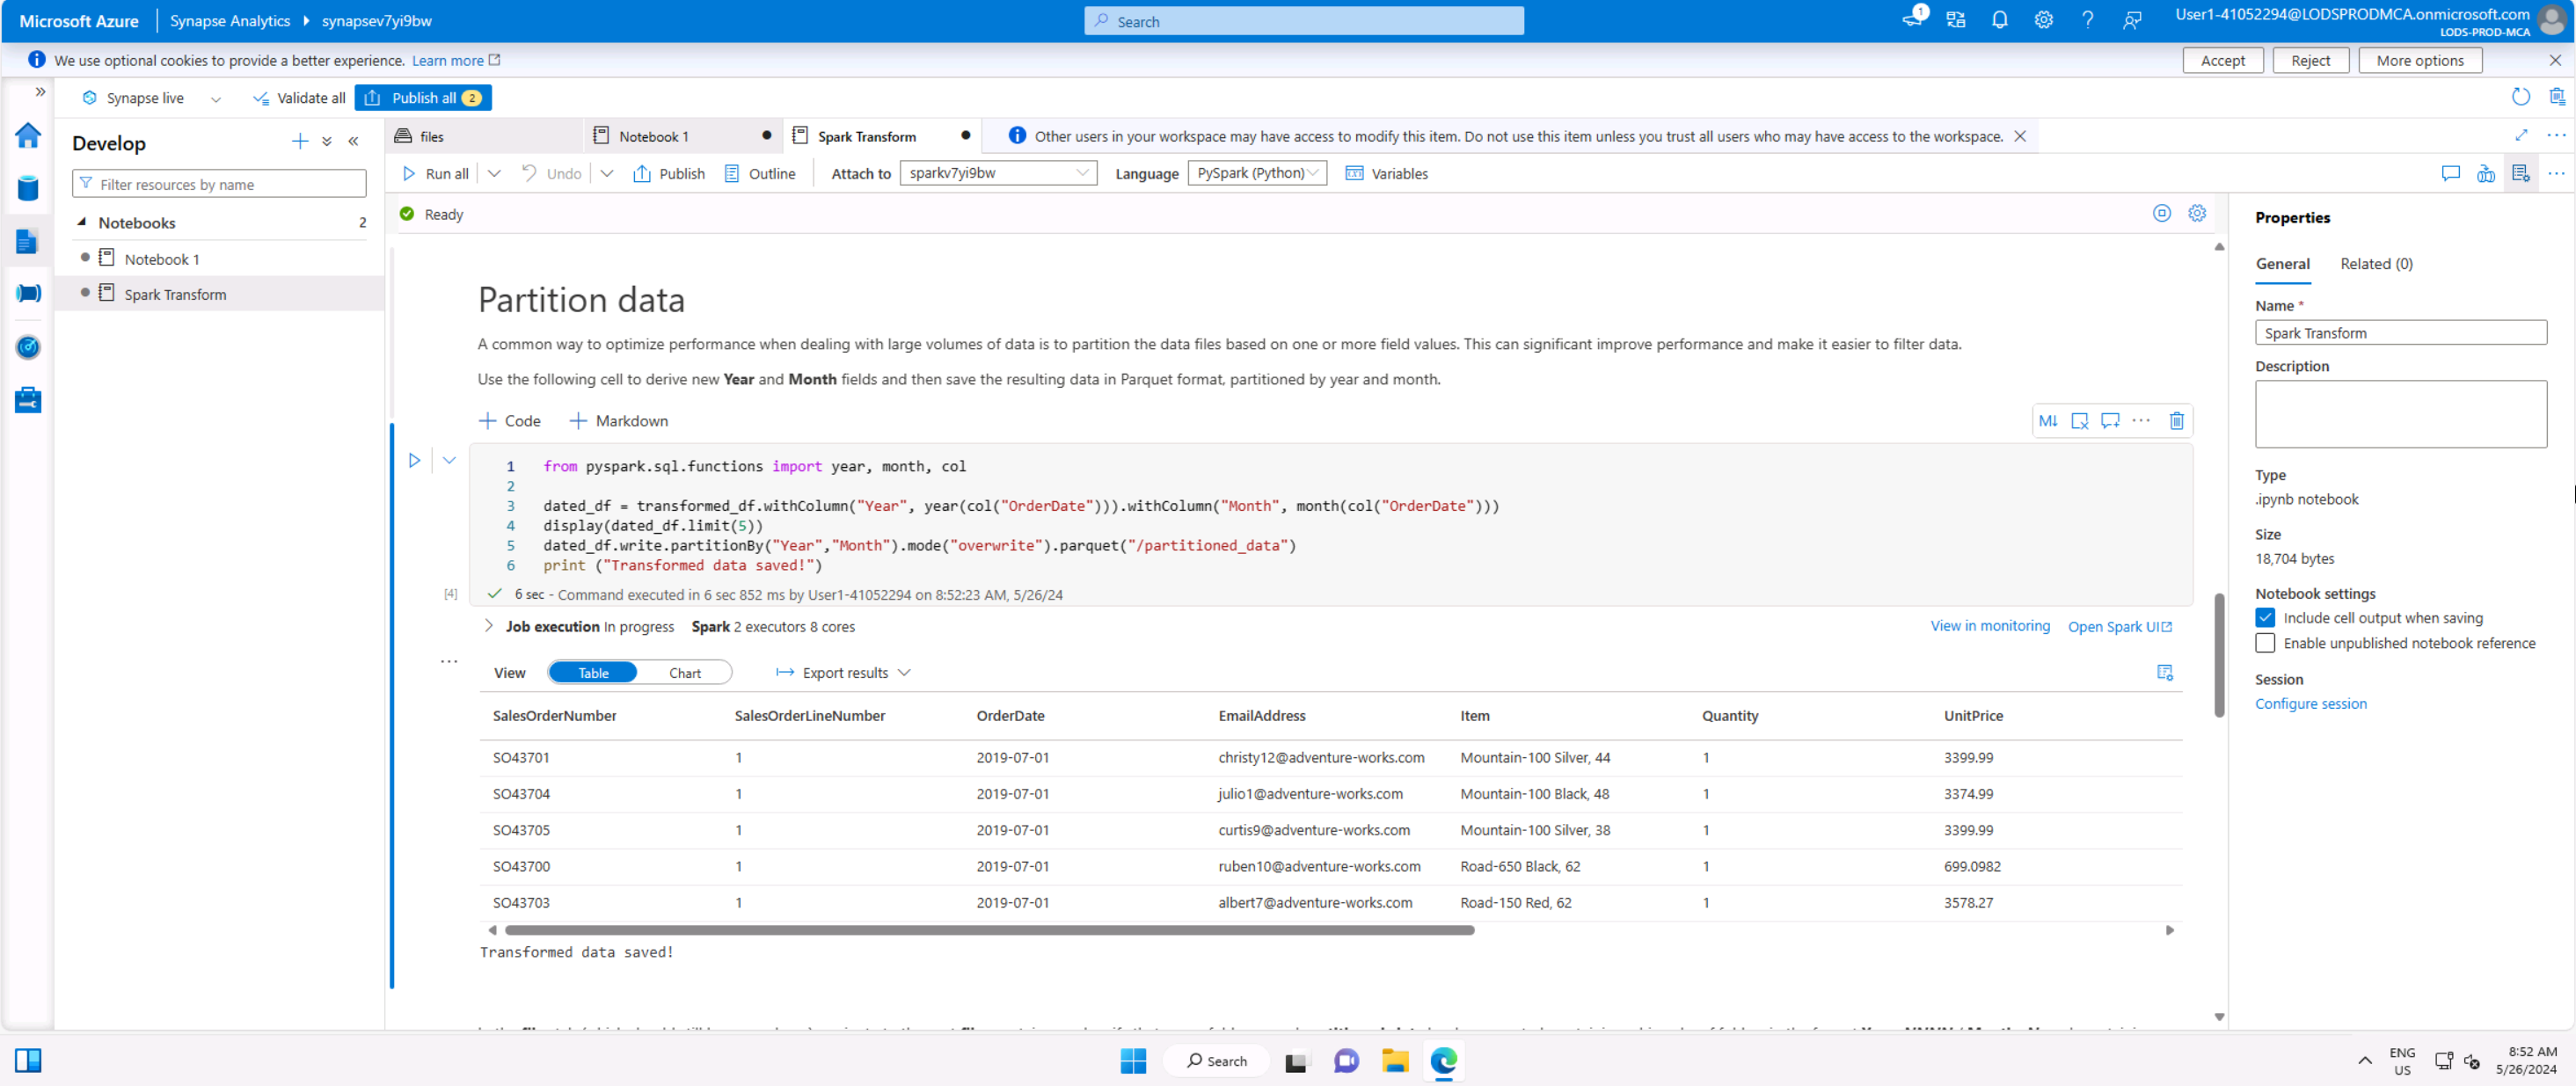 Microsoft Azure Synapse Analytics synapsev7yi9bw Search 1 User1-41052294@LODSPRODMCA.onmicrosoft.com
LODS-PROD-MCA
We use optional cookies to provide a better experience. Learn more Accept Reject More options
Synapse live Validate all Publish all 2
Develop
files Notebook 1 Spark Transform Other users in your workspace may have access to modify this item. Do not use this item unless you trust all users who may have access to the workspace.
Filter resources by name
Run all Undo Publish Outline Attach to sparkv7yi9bw Language PySpark (Python) Variables
Notebooks 2
Notebook 1
Spark Transform
Ready
Partition data
A common way to optimize performance when dealing with large volumes of data is to partition the data files based on one or more field values. This can significant improve performance and make it easier to filter data.
Use the following cell to derive new Year and Month fields and then save the resulting data in Parquet format, partitioned by year and month.
Code Markdown
M↓
1 from pyspark.sql.functions import year, month, col
2
3 dated_df = transformed_df.withColumn("Year", year(col("OrderDate"))).withColumn("Month", month(col("OrderDate")))
4 display(dated_df.limit(5))
5 dated_df.write.partitionBy("Year","Month").mode("overwrite").parquet("/partitioned_data")
6 print ("Transformed data saved!")
[4] 6 sec - Command executed in 6 sec 852 ms by User1-41052294 on 8:52:23 AM, 5/26/24
Job execution In progress Spark 2 executors 8 cores View in monitoring Open Spark UI
View Table Chart Export results
SalesOrderNumber SalesOrderLineNumber OrderDate EmailAddress Item Quantity UnitPrice
SO43701 1 2019-07-01 christy12@adventure-works.com Mountain-100 Silver, 44 1 3399.99
SO43704 1 2019-07-01 julio1@adventure-works.com Mountain-100 Black, 48 1 3374.99
SO43705 1 2019-07-01 curtis9@adventure-works.com Mountain-100 Silver, 38 1 3399.99
SO43700 1 2019-07-01 ruben10@adventure-works.com Road-650 Black, 62 1 699.0982
SO43703 1 2019-07-01 albert7@adventure-works.com Road-150 Red, 62 1 3578.27
Transformed data saved!
Properties
General Related (0)
Name *
Spark Transform
Description
Type
.ipynb notebook
Size
18,704 bytes
Notebook settings
Include cell output when saving
Enable unpublished notebook reference
Session
Configure session
Search
ENG
US
8:52 AM
5/26/2024